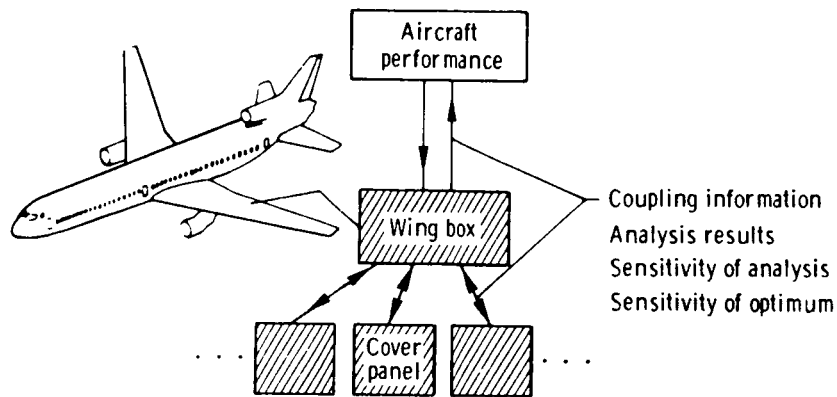 Aircraft
performance
Wing box
Coupling information
Analysis results
Sensitivity of analysis
Sensitivity of optimum
. . .
Cover
panel
. . .